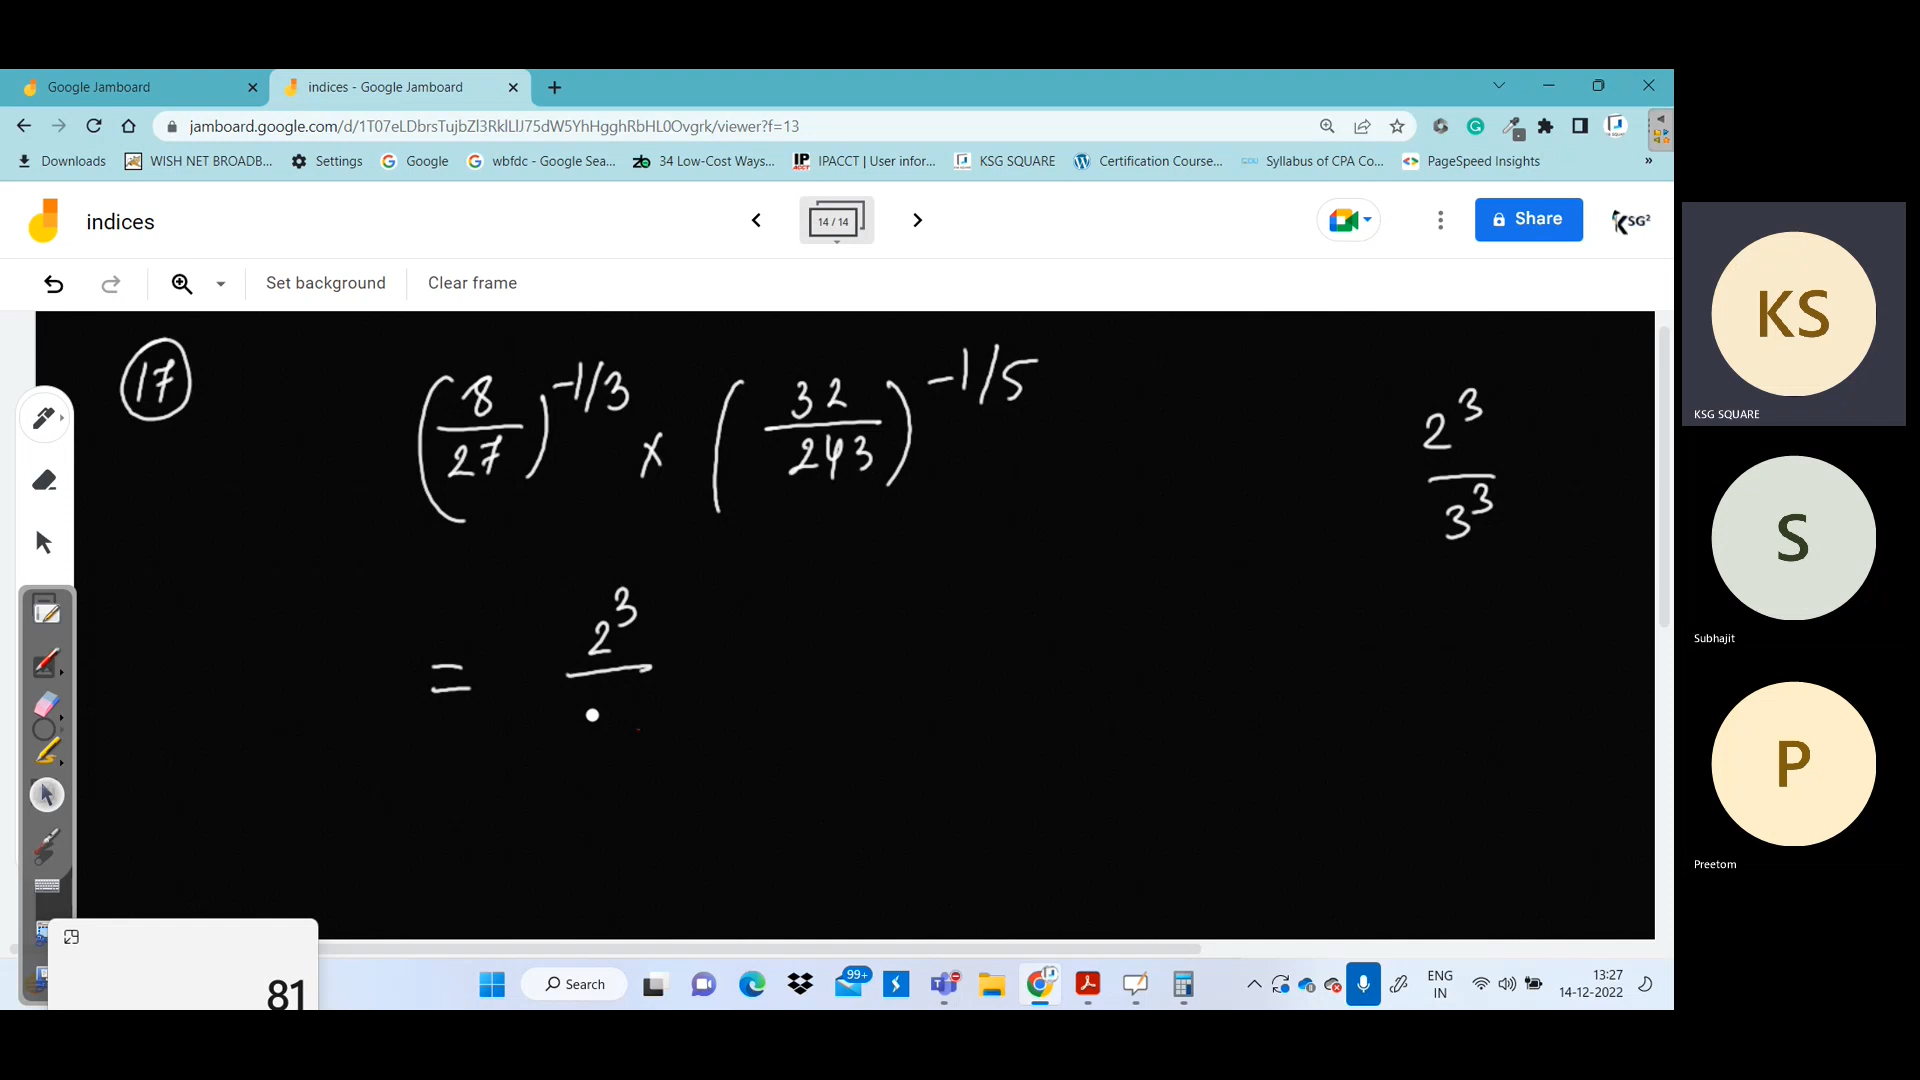 Google Jamboard
indices - Google Jamboard
jamboard.google.com/d/1T07eLDbrsTujbZl3RklLlJ75dW5YhHgghRbHL0Ovgrk/viewer?f=13
Downloads WISH NET BROADB... Settings Google wbfdc - Google Sea... 34 Low-Cost Ways... IPACCT | User infor... KSG SQUARE Certification Course... Syllabus of CPA Co... PageSpeed Insights »
indices
14 / 14
Share
KSG²
Set background Clear frame
(17) (8/27)^-1/3 × (32/243)^-1/5
2^3/3^3
= 2^3
81
Search
99+
ENG
IN
13:27
14-12-2022
KS
KSG SQUARE
S
Subhajit
P
Preetom